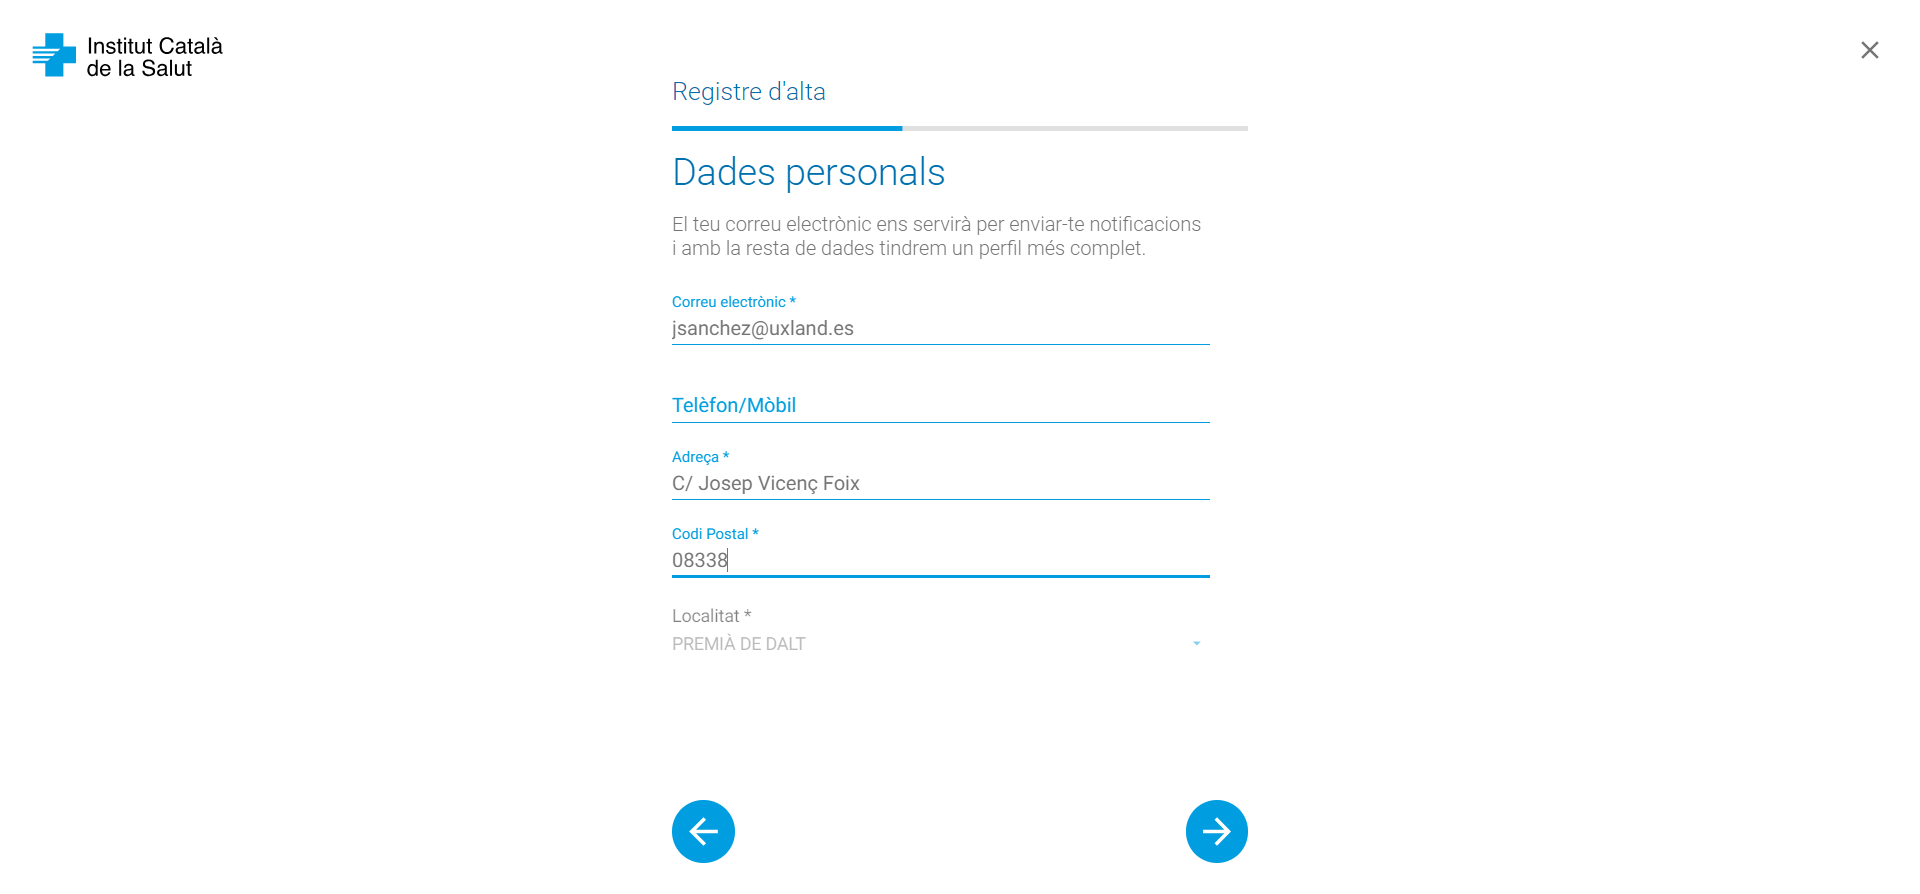 Institut Català
de la Salut
Registre d'alta
Dades personals
El teu correu electrònic ens servirà per enviar-te notificacions
i amb la resta de dades tindrem un perfil més complet.
Correu electrònic *
jsanchez@uxland.es
Telèfon/Mòbil
Adreça *
C/ Josep Vicenç Foix
Codi Postal *
08338
Localitat *
PREMIÀ DE DALT